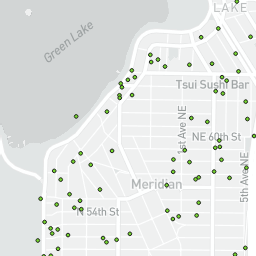 LAKE
Green Lake
Tsui Sushi Bar
1st Ave NE
NE 60th St
5th Ave NE
Meridian
N 54th St